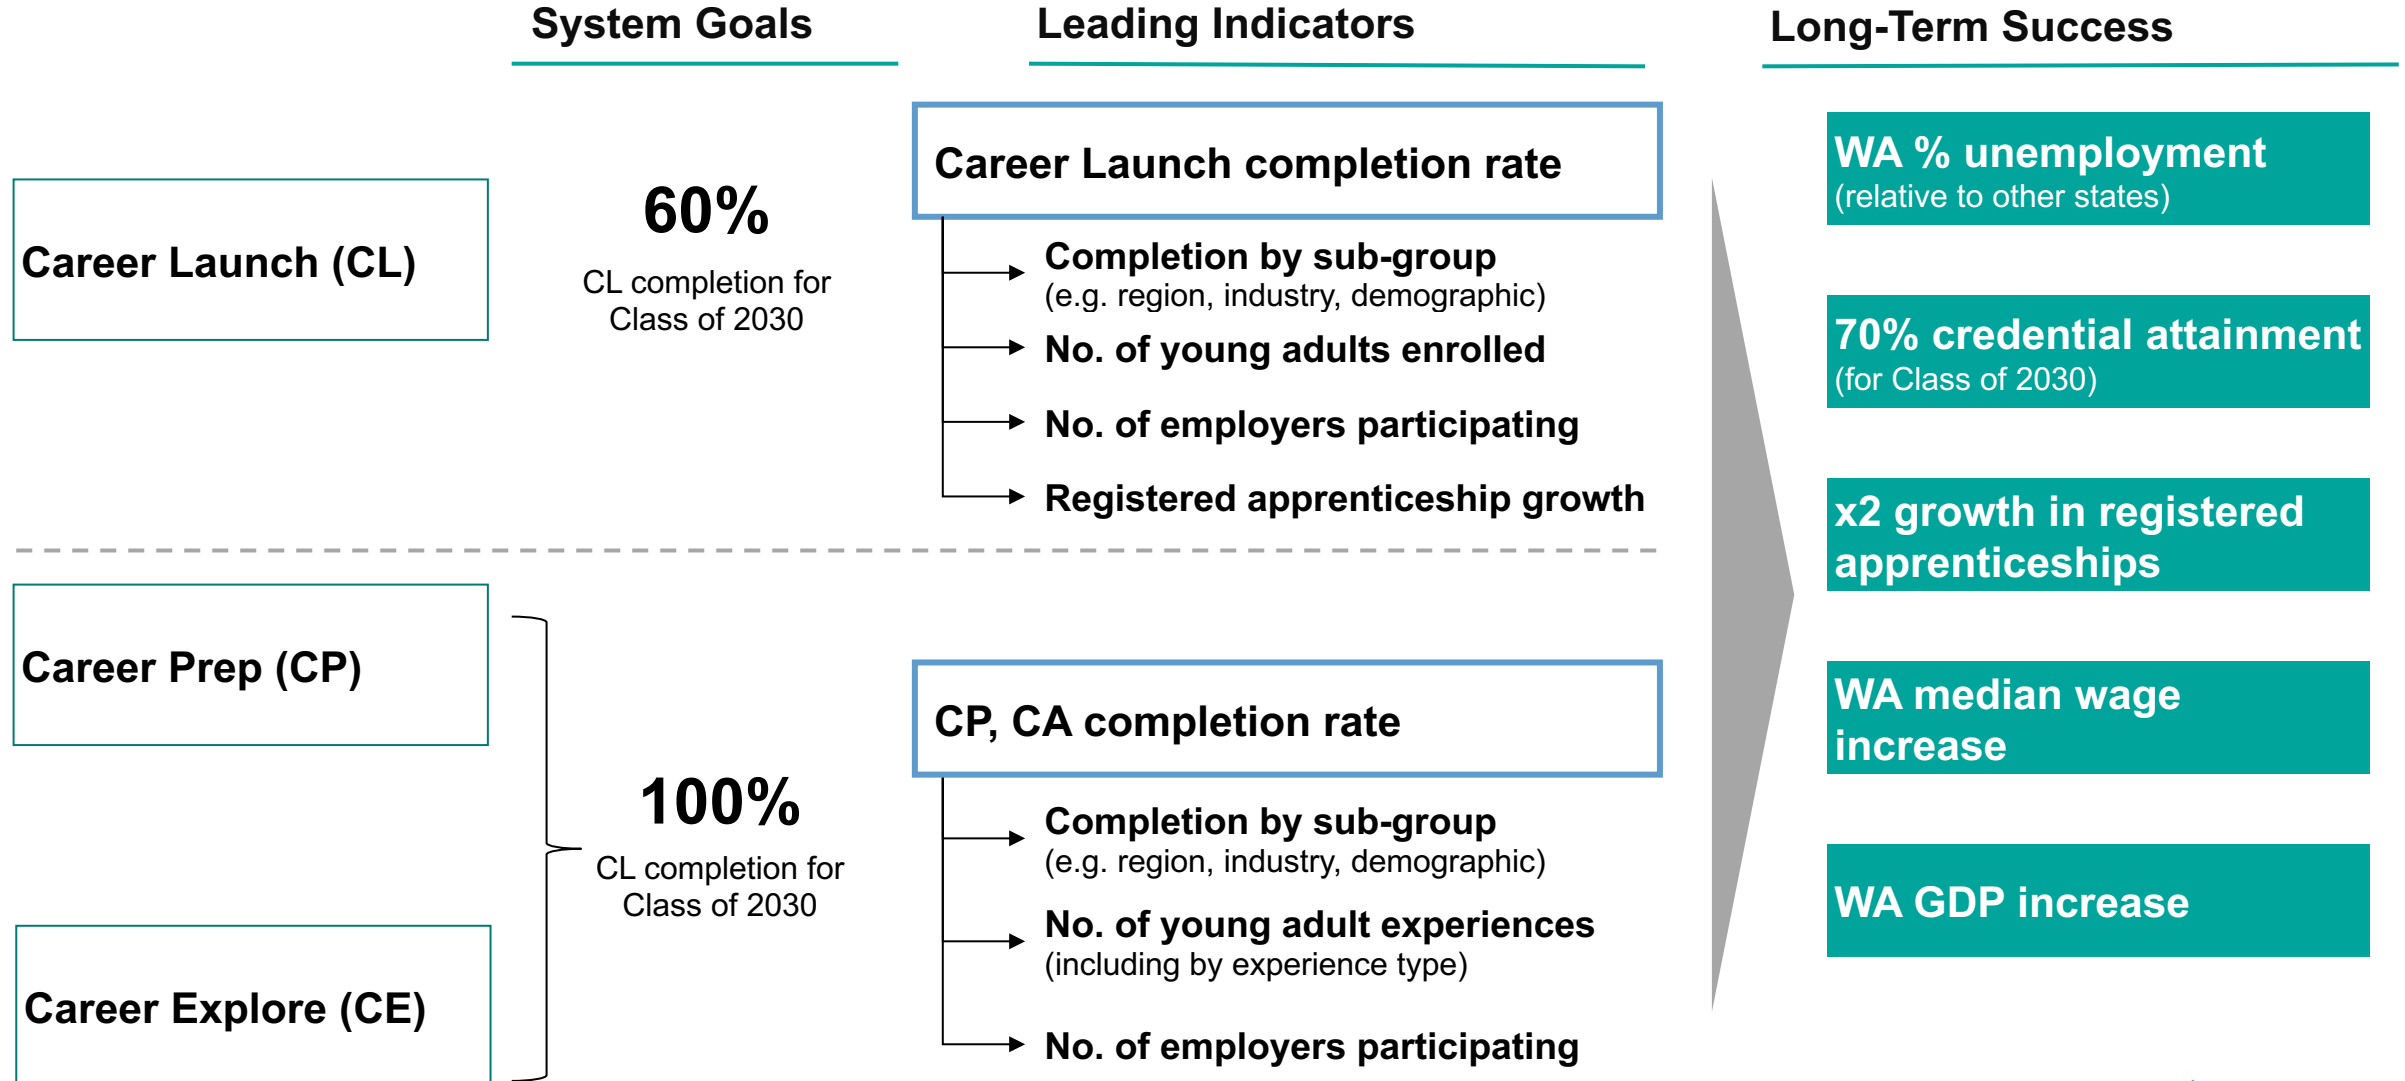 System Goals
Leading Indicators
Long-Term Success
Career Launch (CL)
60%
CL completion for
Class of 2030
Career Launch completion rate
Completion by sub-group
(e.g. region, industry, demographic)
No. of young adults enrolled
No. of employers participating
Registered apprenticeship growth
Career Prep (CP)
Career Explore (CE)
100%
CL completion for
Class of 2030
CP, CA completion rate
Completion by sub-group
(e.g. region, industry, demographic)
No. of young adult experiences
(including by experience type)
No. of employers participating
WA % unemployment
(relative to other states)
70% credential attainment
(for Class of 2030)
x2 growth in registered
apprenticeships
WA median wage
increase
WA GDP increase